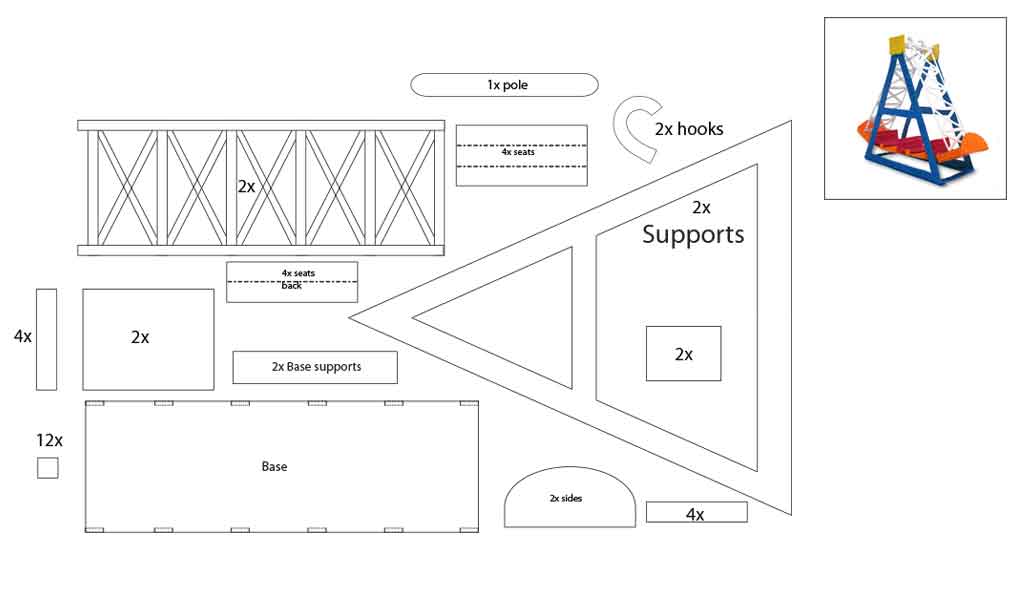 1x pole
2x hooks
4x seats
2x
2x
Supports
4x seats
back
4x
2x
2x Base supports
2x
12x
Base
2x sides
4x